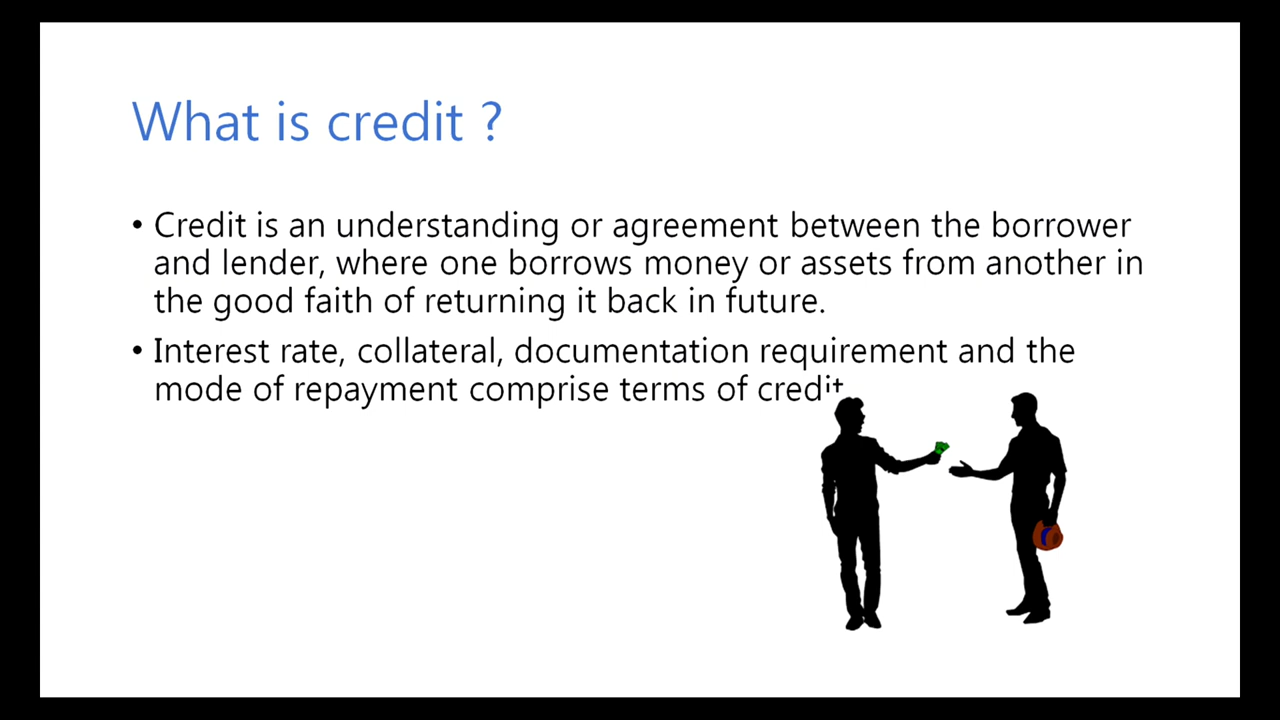 What is credit ?
• Credit is an understanding or agreement between the borrower
and lender, where one borrows money or assets from another in
the good faith of returning it back in future.
• Interest rate, collateral, documentation requirement and the
mode of repayment comprise terms of credit